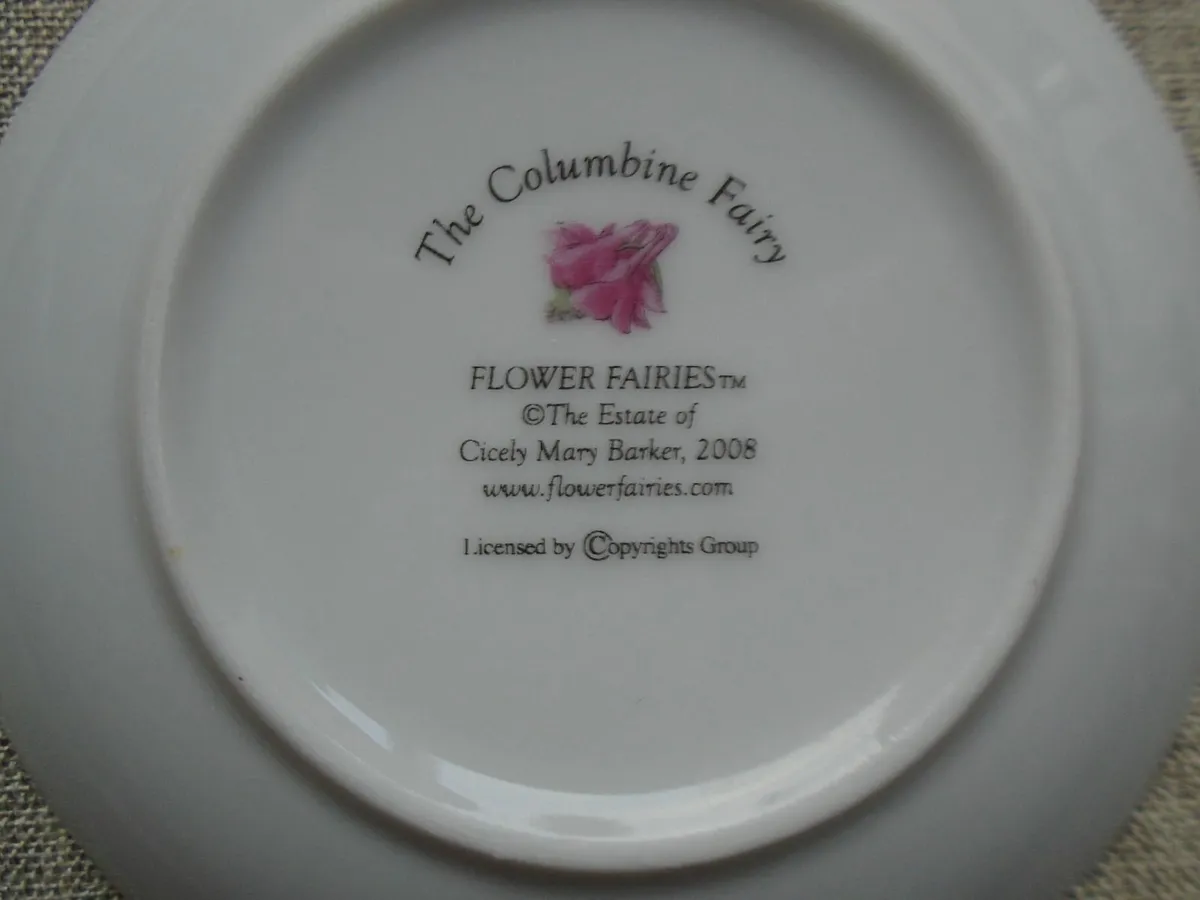 The Columbine Fairy
FLOWER FAIRIES™
©The Estate of
Cicely Mary Barker, 2008
www.flowerfairies.com
Licensed by ©opyrights Group